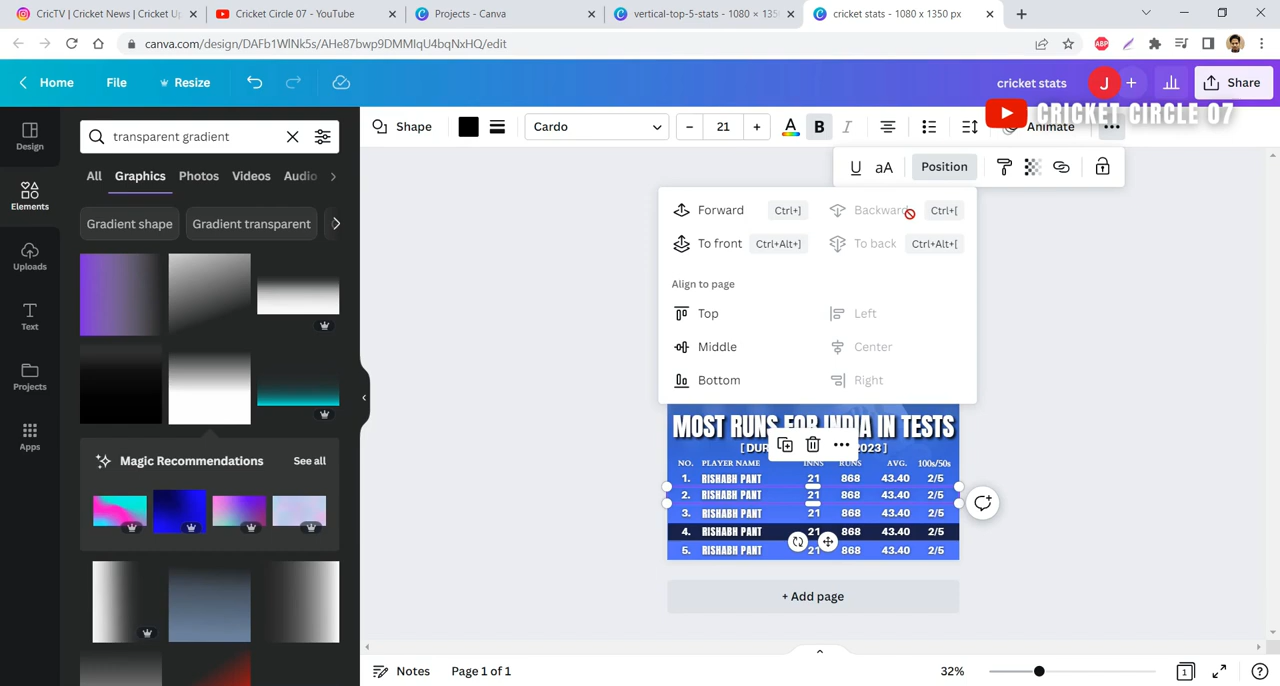 CricTV | Cricket News | Cricket Up
Cricket Circle 07 - YouTube
Projects - Canva
vertical-top-5-stats - 1080 × 135
cricket stats - 1080 x 1350 px
canva.com/design/DAFb1WlNk5s/AHe87bwp9DMMIqU4bqNxHQ/edit
ABP
Home
File
Resize
cricket stats
J
Share
CRICKET CIRCLE 07
Design
Elements
Uploads
Text
Projects
Apps
transparent gradient
All
Graphics
Photos
Videos
Audio
Gradient shape
Gradient transparent
Magic Recommendations
See all
Shape
Cardo
21
A
B
I
Animate
U
aA
Position
Forward Ctrl+]
Backward Ctrl+[
To front Ctrl+Alt+]
To back Ctrl+Alt+[
Align to page
Top
Left
Middle
Center
Bottom
Right
MOST RUNS FOR INDIA IN TESTS
2023 ]
NO. PLAYER NAME INNS RUNS AVG. 100s/50s
1. RISHABH PANT 21 868 43.40 2/5
2. RISHABH PANT 21 868 43.40 2/5
3. RISHABH PANT 21 868 43.40 2/5
4. RISHABH PANT 21 868 43.40 2/5
5. RISHABH PANT 21 868 43.40 2/5
+ Add page
Notes
Page 1 of 1
32%
1